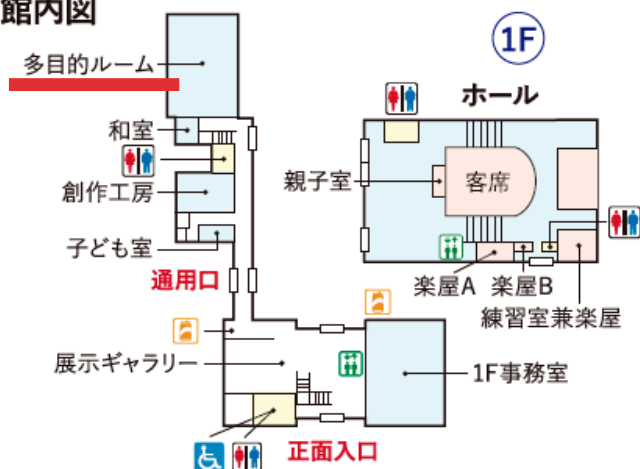 館内図
1F
多目的ルーム
ホール
和室
親子室
客席
創作工房
子ども室
通用口
楽屋A
楽屋B
練習室兼楽屋
展示ギャラリー
1F事務室
正面入口